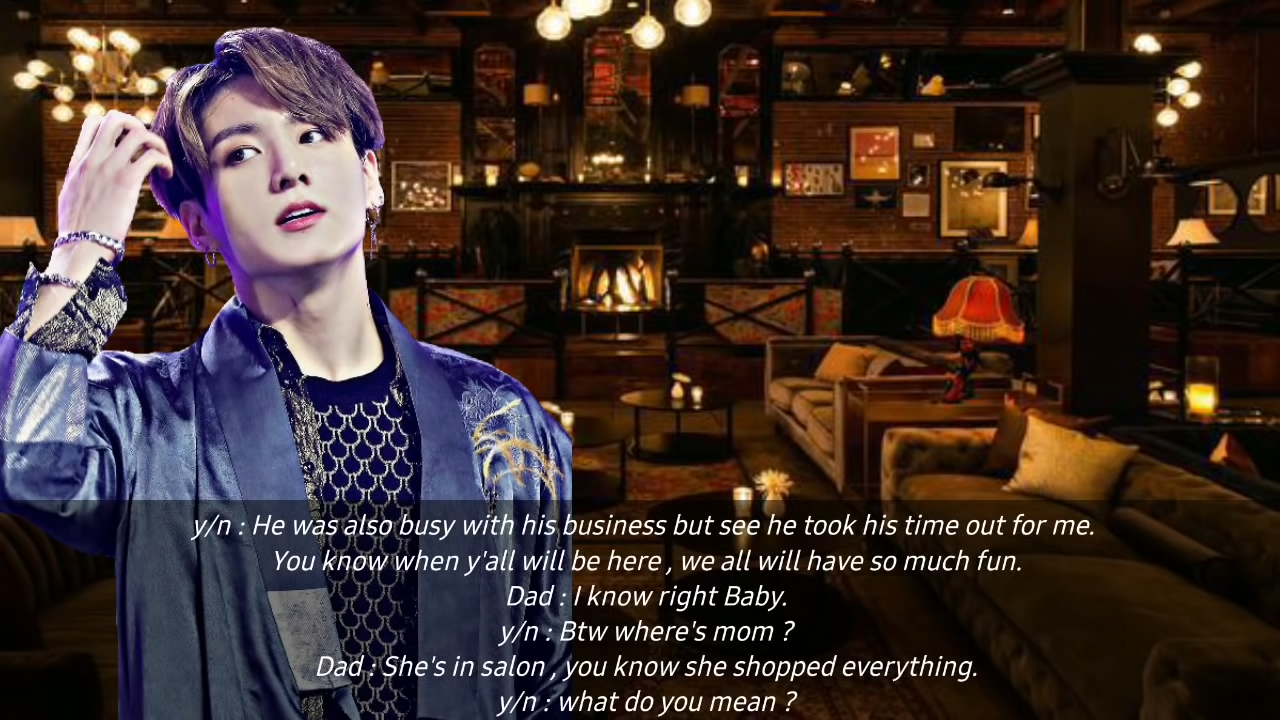 y/n : He was also busy with his business but see he took his time out for me.
You know when y'all will be here , we all will have so much fun.
Dad : I know right Baby.
y/n : Btw where's mom ?
Dad : She's in salon , you know she shopped everything.
y/n : what do you mean ?